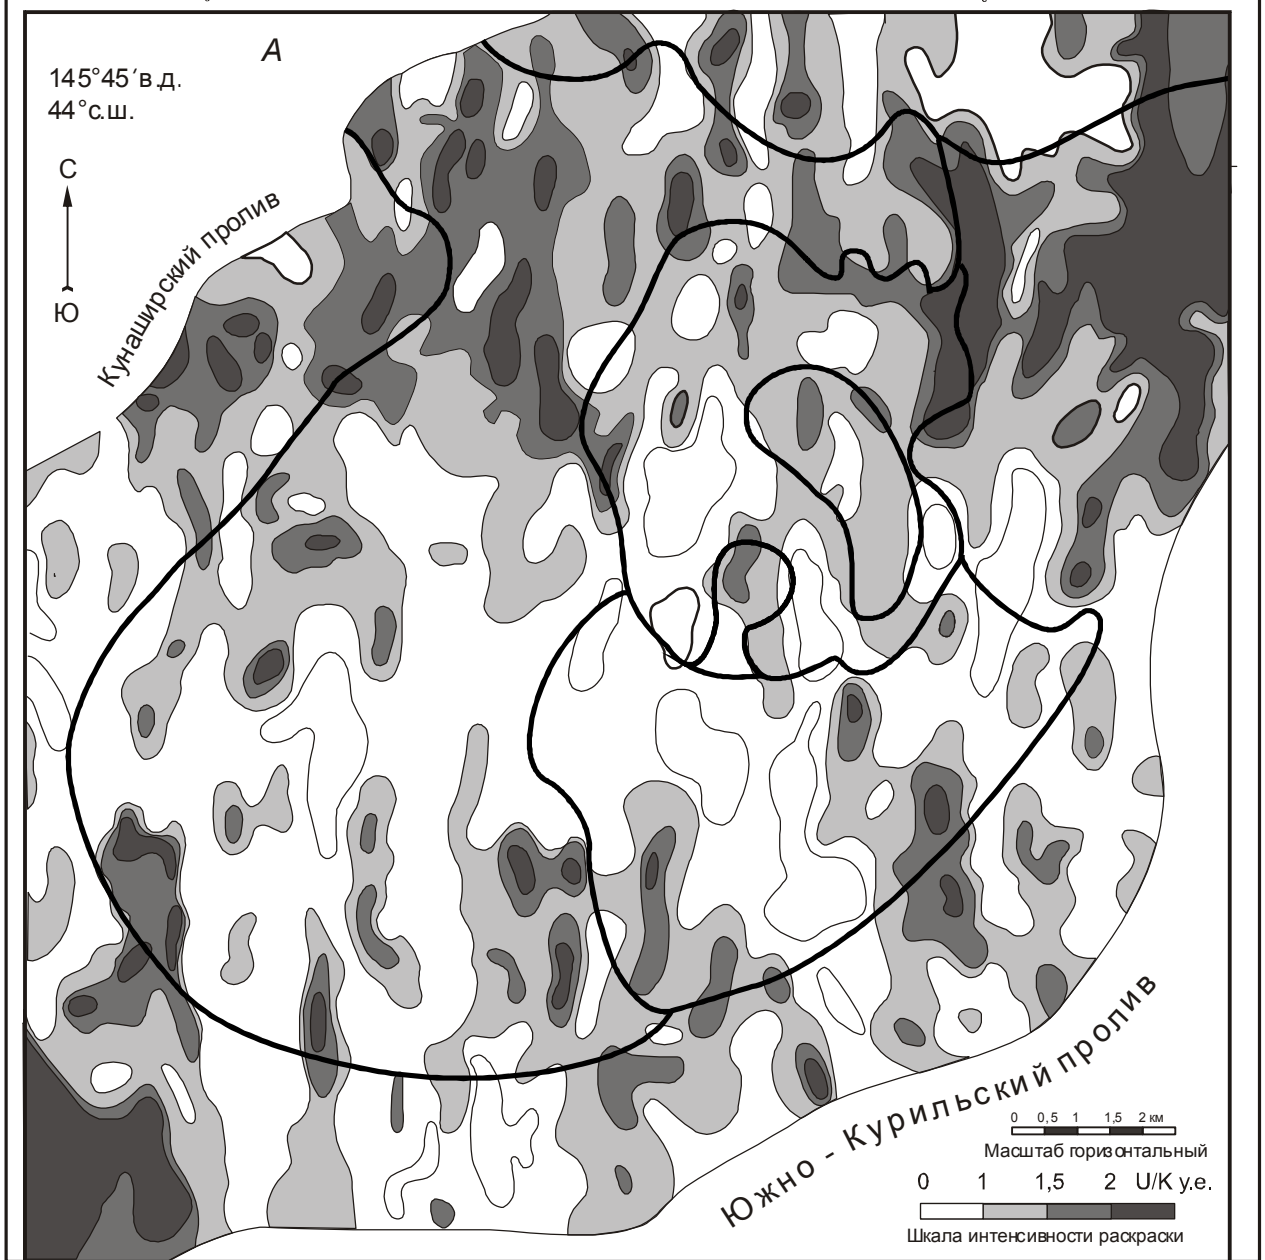 А
145°45′в.д.
44°с.ш.
С
Ю
Кунаширский пролив
Южно - Курильский пролив
0 0,5 1 1,5 2 км
Масштаб горизонтальный
0 1 1,5 2 U/K у.е.
Шкала интенсивности раскраски